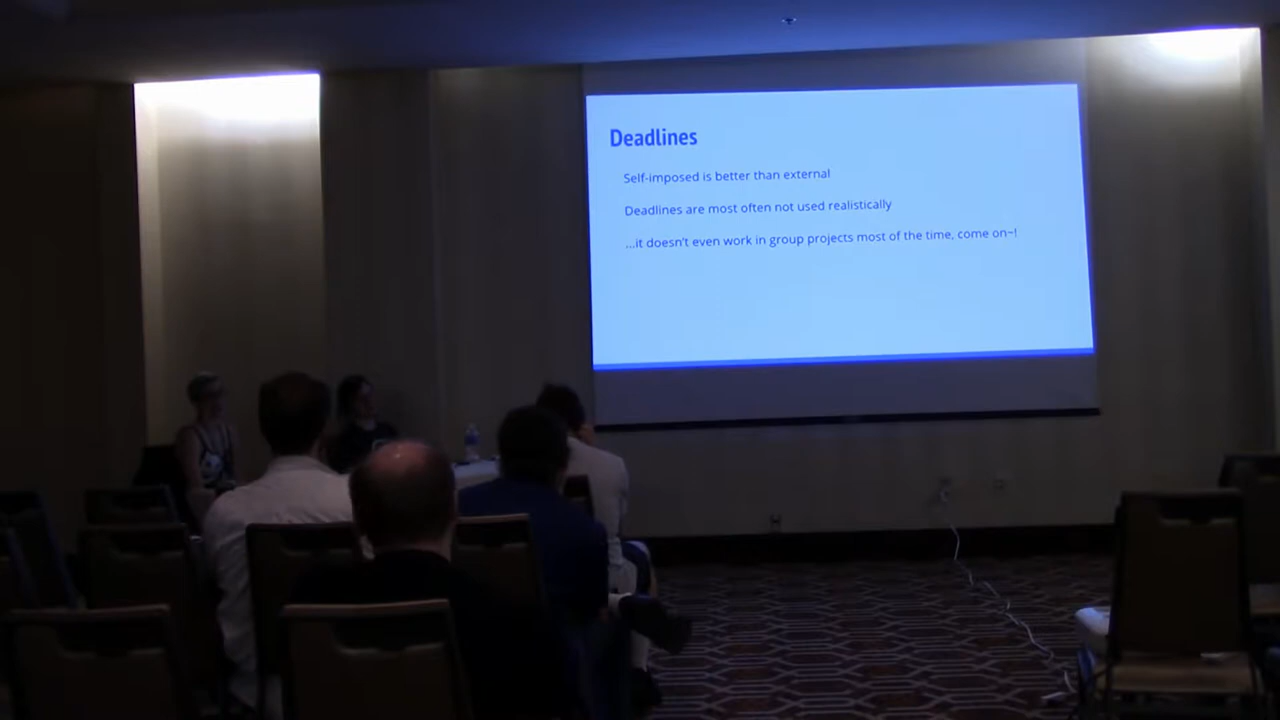 Deadlines
Self-imposed is better than external
Deadlines are most often not used realistically
...it doesn't even work in group projects most of the time, come on~!